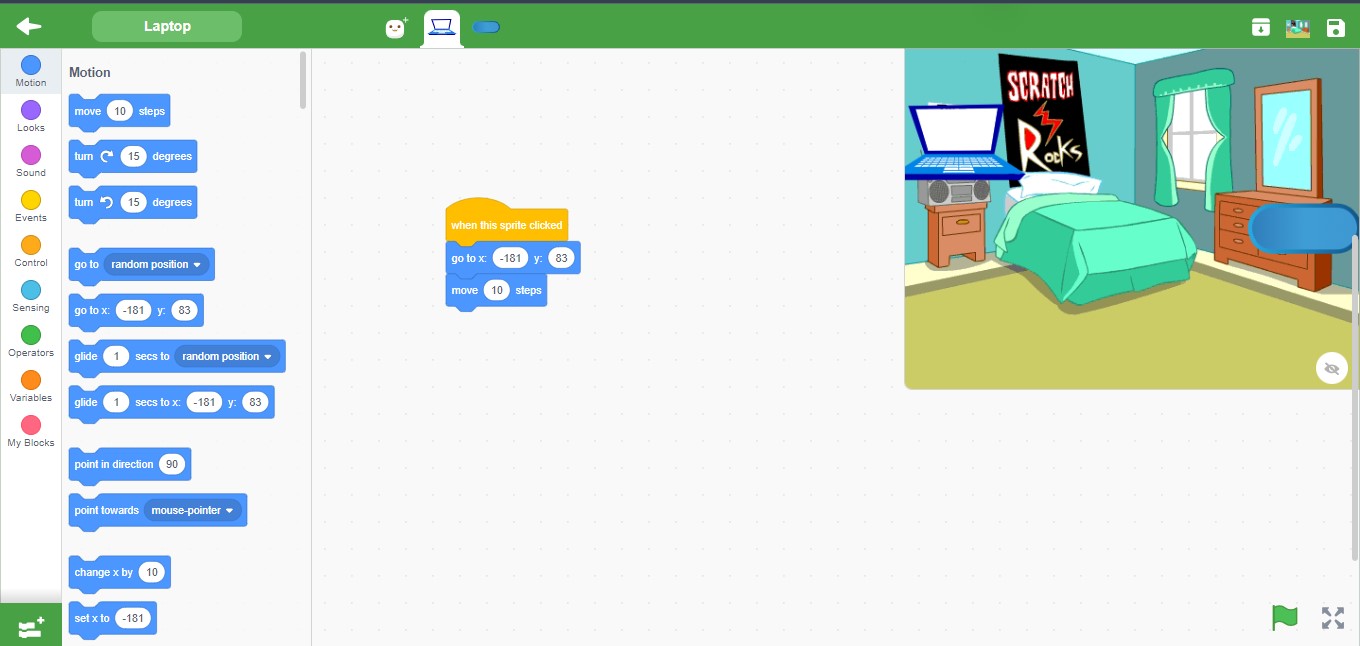 Laptop
Motion
Looks
Sound
Events
Control
Sensing
Operators
Variables
My Blocks
Motion
move 10 steps
turn 15 degrees
turn 15 degrees
go to random position
go to x: -181 y: 83
glide 1 secs to random position
glide 1 secs to x: -181 y: 83
point in direction 90
point towards mouse-pointer
change x by 10
set x to -181
when this sprite clicked
go to x: -181 y: 83
move 10 steps
SCRATCH
RocKs